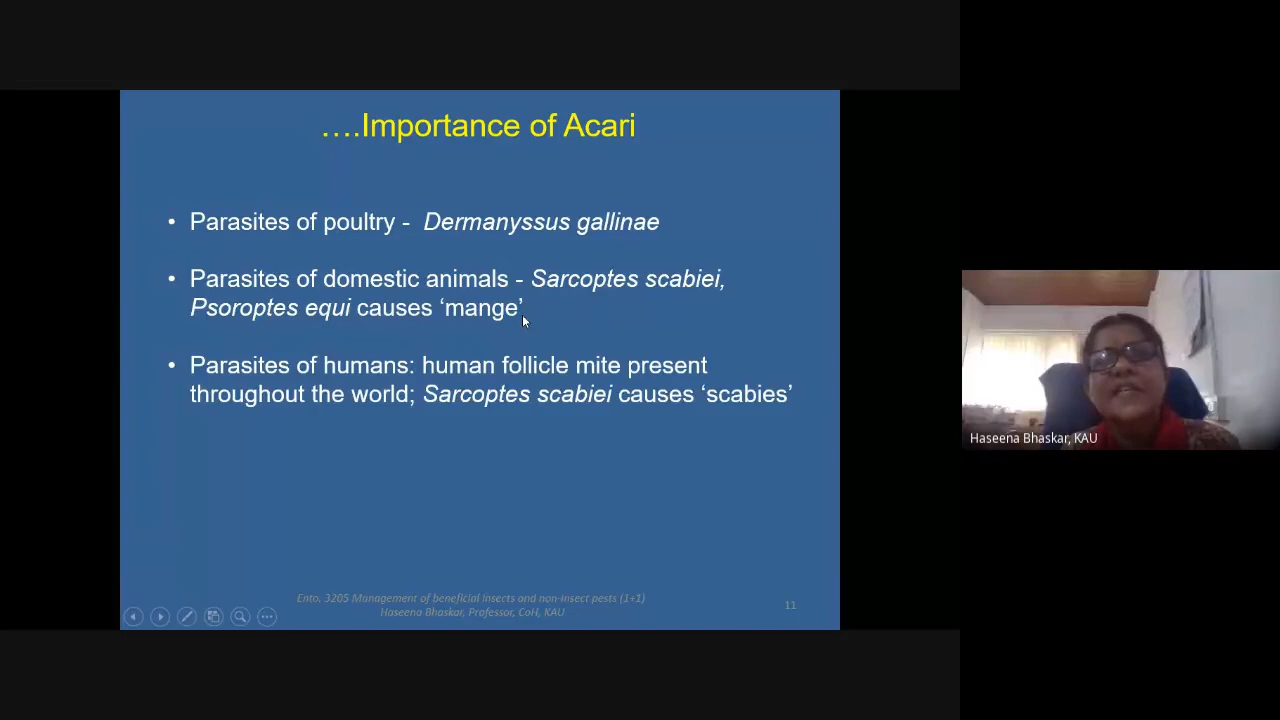 ....Importance of Acari
• Parasites of poultry - Dermanyssus gallinae
• Parasites of domestic animals - Sarcoptes scabiei,
Psoroptes equi causes ‘mange’
• Parasites of humans: human follicle mite present
throughout the world; Sarcoptes scabiei causes ‘scabies’
Ento. 3205 Management of beneficial insects and non-insect pests (1+1)
Haseena Bhaskar, Professor, CoH, KAU
11
Haseena Bhaskar, KAU